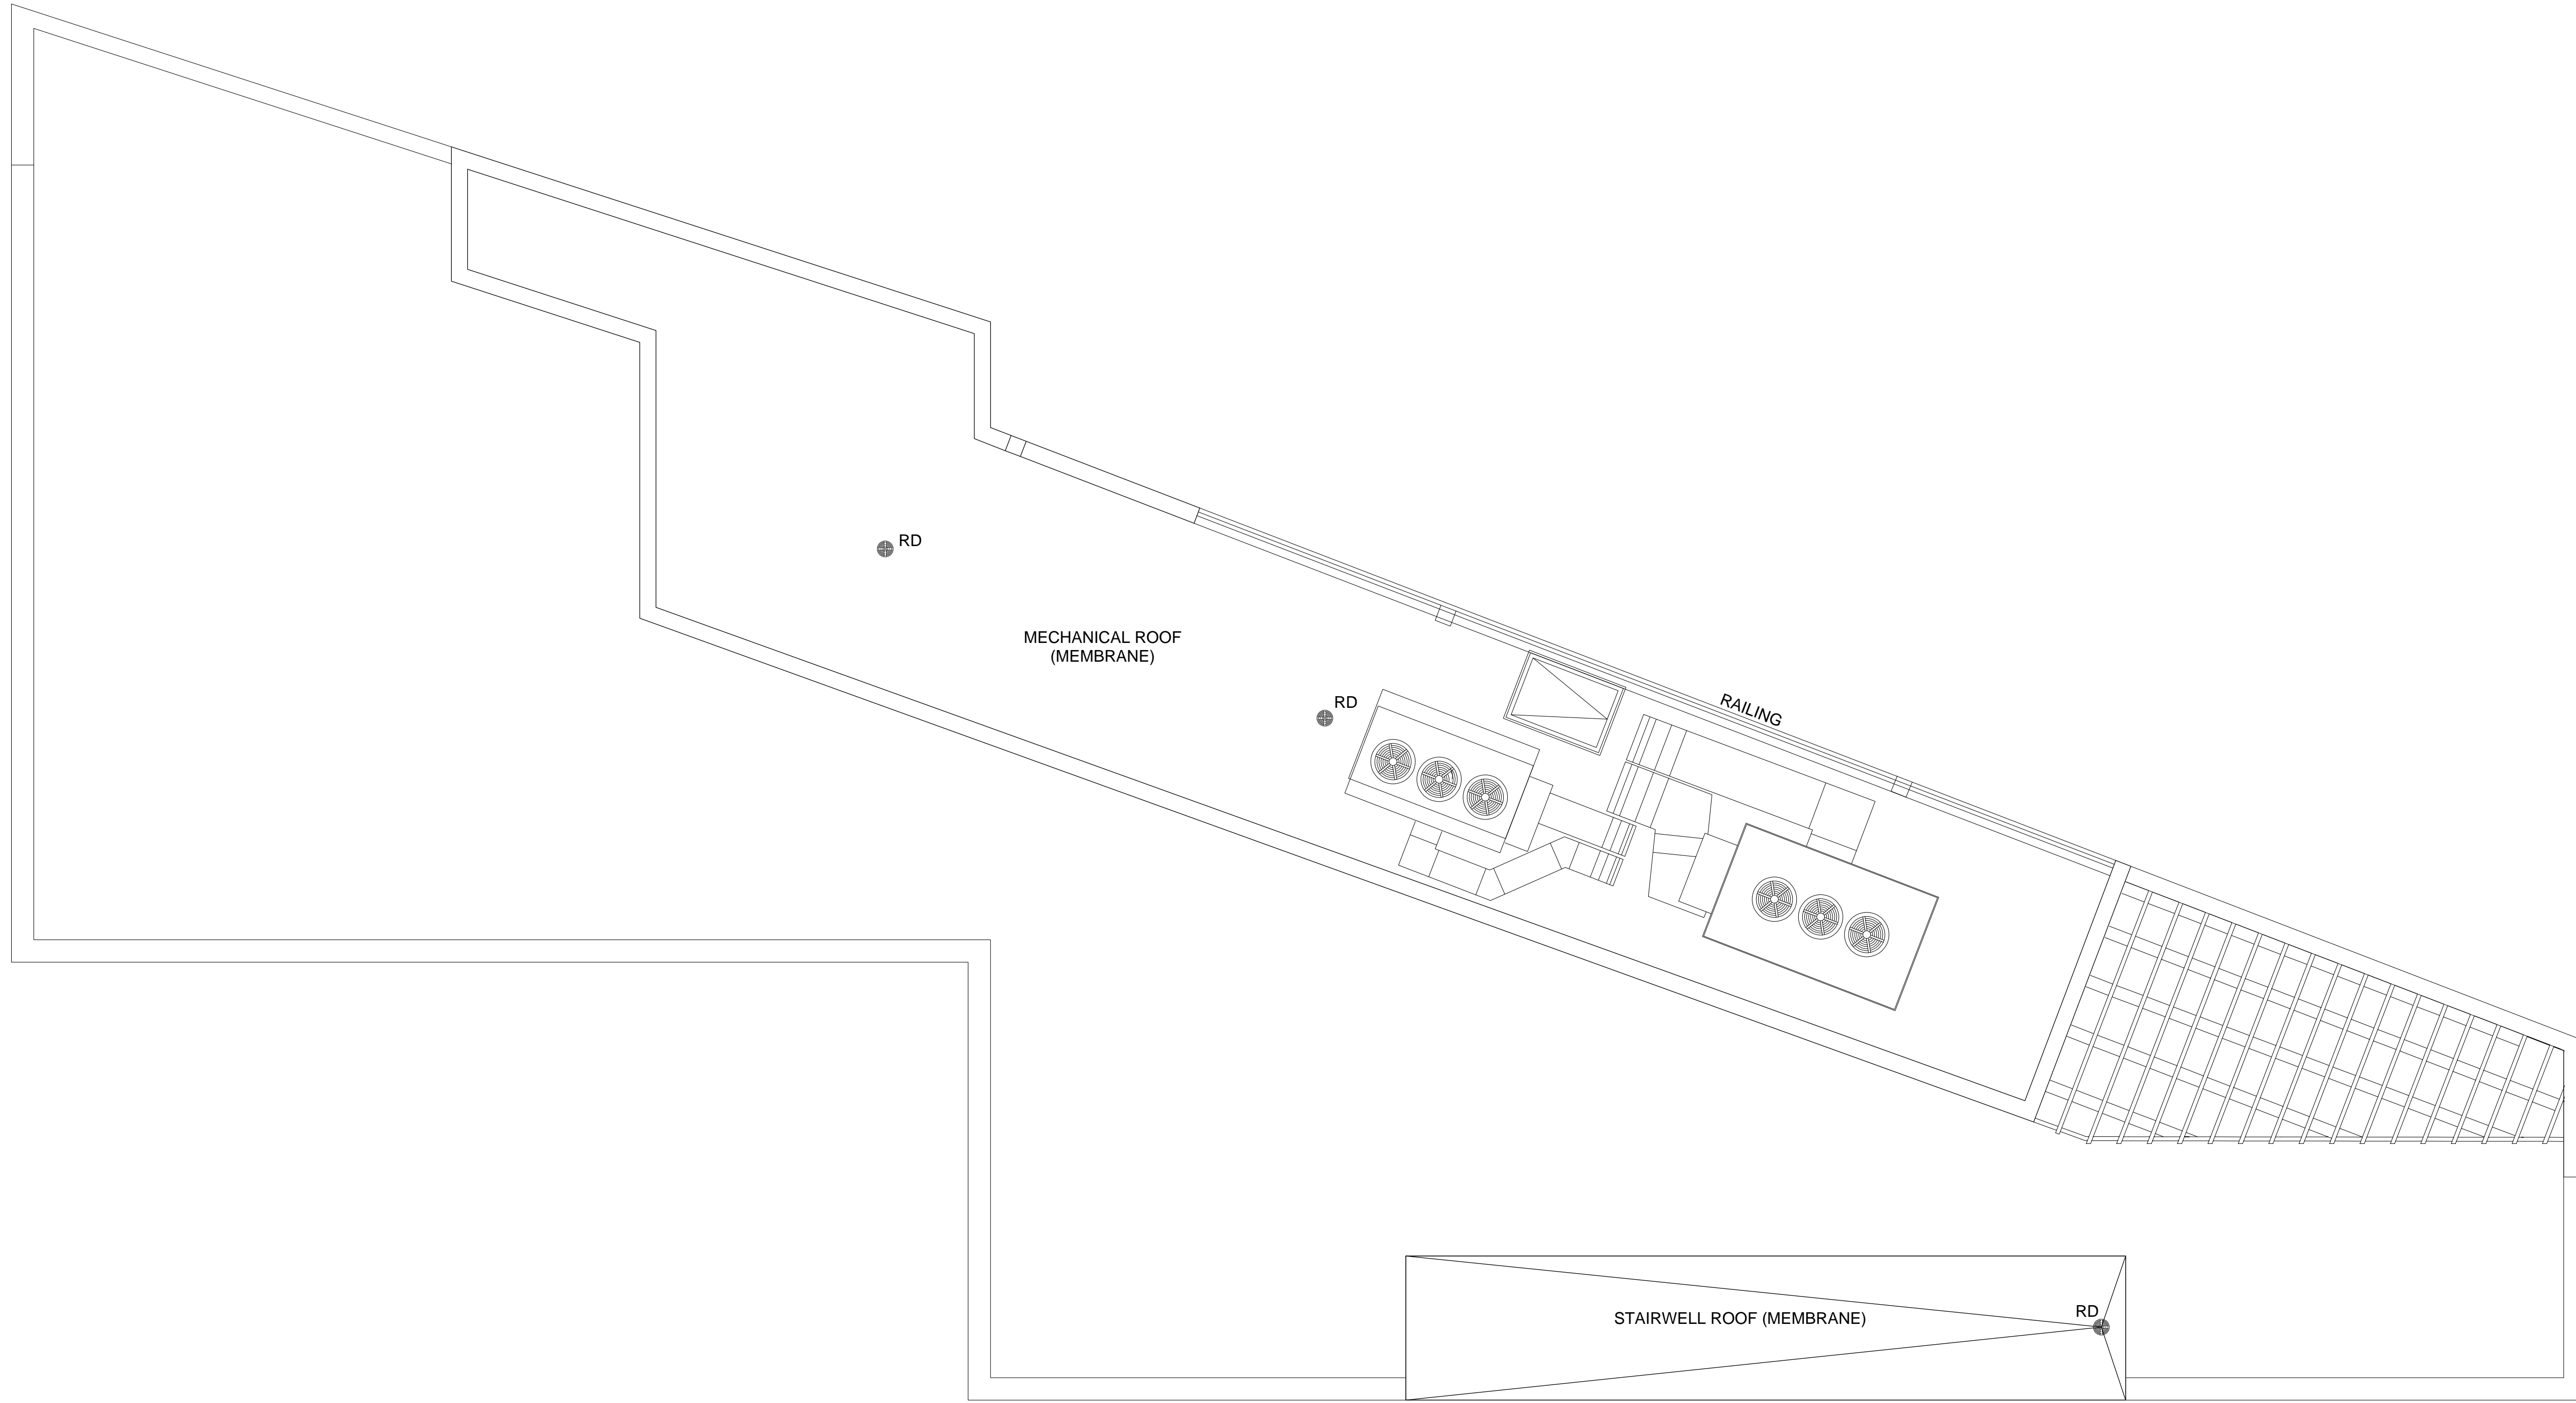 RD
MECHANICAL ROOF
(MEMBRANE)
RD
RAILING
RD
STAIRWELL ROOF (MEMBRANE)